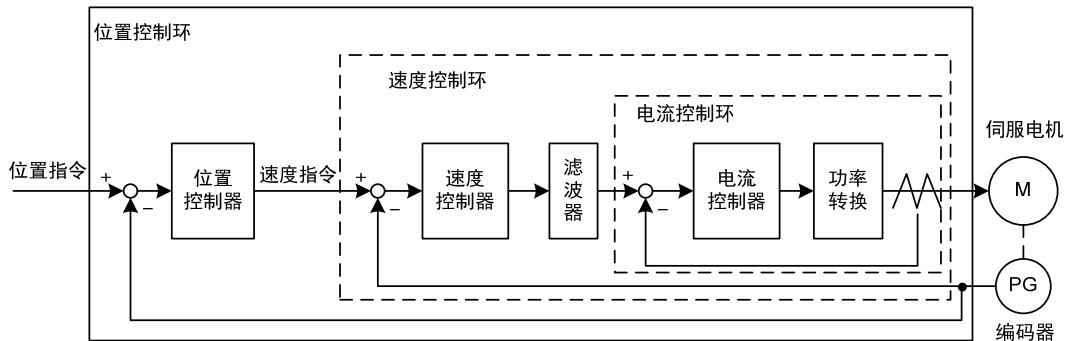 位置控制环
速度控制环
电流控制环
伺服电机
位置指令
+
−
位置
控制器
速度指令
+
−
速度
控制器
滤
波
器
+
−
电流
控制器
功率
转换
M
PG
编码器